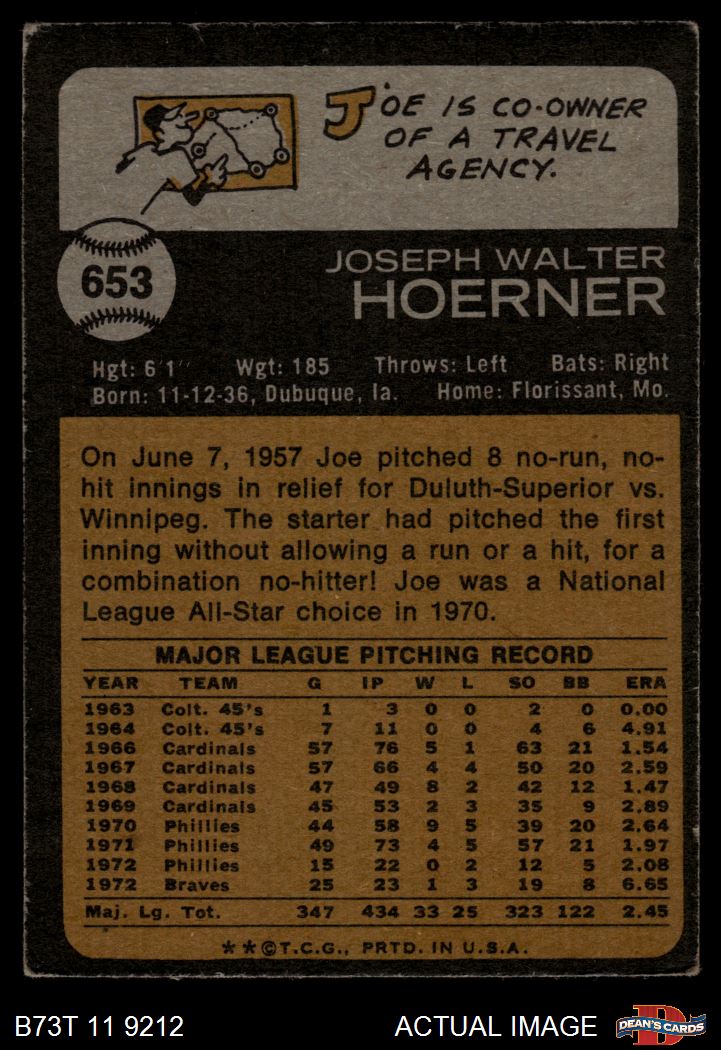 JOE IS CO-OWNER
OF A TRAVEL
AGENCY.
653
JOSEPH WALTER
HOERNER
Hgt: 6'1" Wgt: 185 Throws: Left Bats: Right
Born: 11-12-36, Dubuque, Ia. Home: Florissant, Mo.
On June 7, 1957 Joe pitched 8 no-run, no-
hit innings in relief for Duluth-Superior vs.
Winnipeg. The starter had pitched the first
inning without allowing a run or a hit, for a
combination no-hitter! Joe was a National
League All-Star choice in 1970.
MAJOR LEAGUE PITCHING RECORD
YEAR TEAM G IP W L SO BB ERA
1963 Colt. 45's 1 3 0 0 2 0 0.00
1964 Colt. 45's 7 11 0 0 4 6 4.91
1966 Cardinals 57 76 5 1 63 21 1.54
1967 Cardinals 57 66 4 4 50 20 2.59
1968 Cardinals 47 49 8 2 42 12 1.47
1969 Cardinals 45 53 2 3 35 9 2.89
1970 Phillies 44 58 9 5 39 20 2.64
1971 Phillies 49 73 4 5 57 21 1.97
1972 Phillies 15 22 0 2 12 5 2.08
1972 Braves 25 23 1 3 19 8 6.65
Maj. Lg. Tot. 347 434 33 25 323 122 2.45
**©T.C.G., PRTD. IN U.S.A.
B73T 11 9212 ACTUAL IMAGE D DEAN'S CARDS